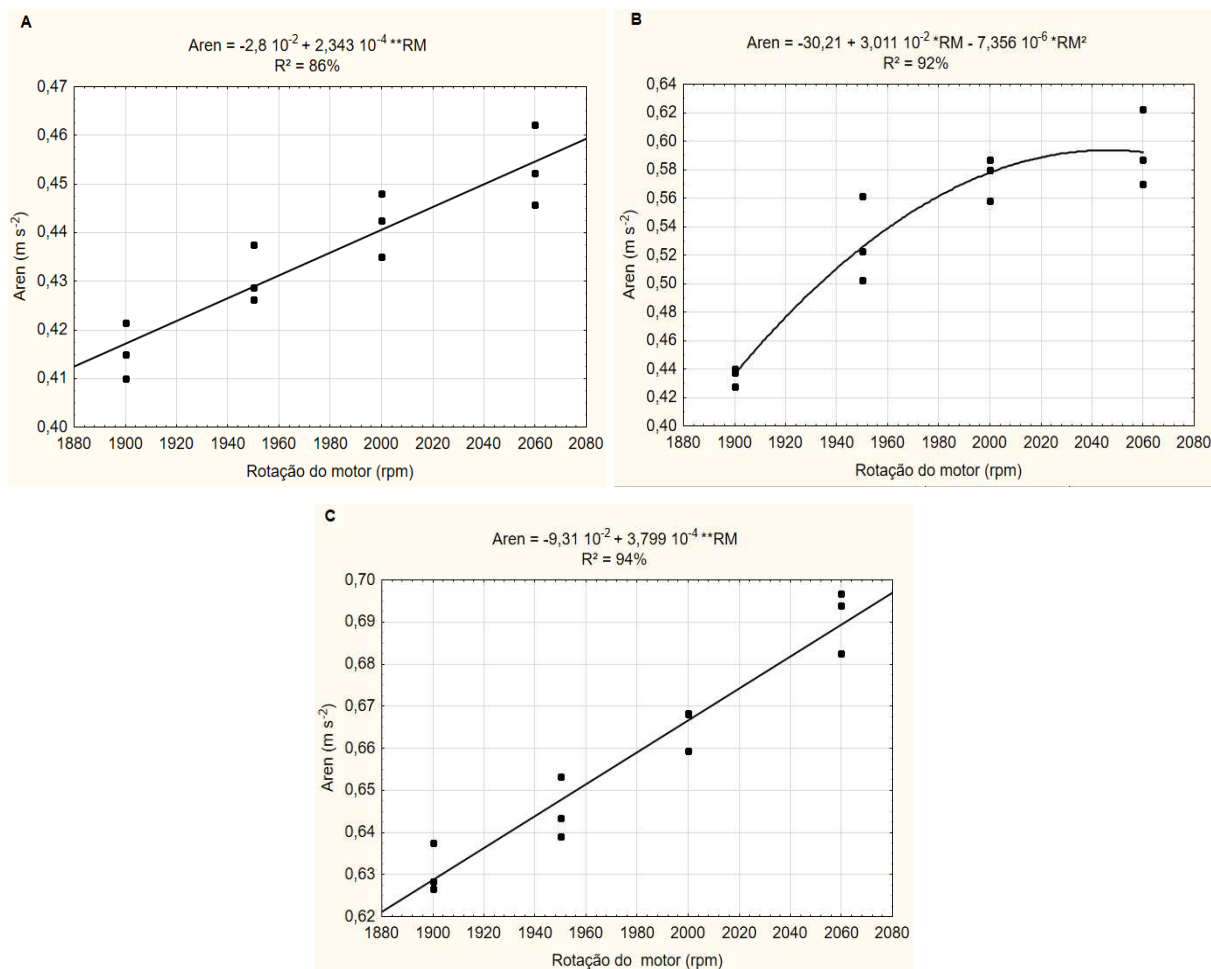 A
Aren = -2,8 10⁻² + 2,343 10⁻⁴ **RM
R² = 86%
0,47
0,46
0,45
0,44
0,43
0,42
0,41
0,40
Aren (m s⁻²)
1880 1900 1920 1940 1960 1980 2000 2020 2040 2060 2080
Rotação do motor (rpm)
B
Aren = -30,21 + 3,011 10⁻² *RM - 7,356 10⁻⁶ *RM²
R² = 92%
0,64
0,62
0,60
0,58
0,56
0,54
0,52
0,50
0,48
0,46
0,44
0,42
0,40
Aren (m s⁻²)
1880 1900 1920 1940 1960 1980 2000 2020 2040 2060 2080
Rotação do motor (rpm)
C
Aren = -9,31 10⁻² + 3,799 10⁻⁴ **RM
R² = 94%
0,70
0,69
0,68
0,67
0,66
0,65
0,64
0,63
0,62
Aren (m s⁻²)
1880 1900 1920 1940 1960 1980 2000 2020 2040 2060 2080
Rotação do motor (rpm)